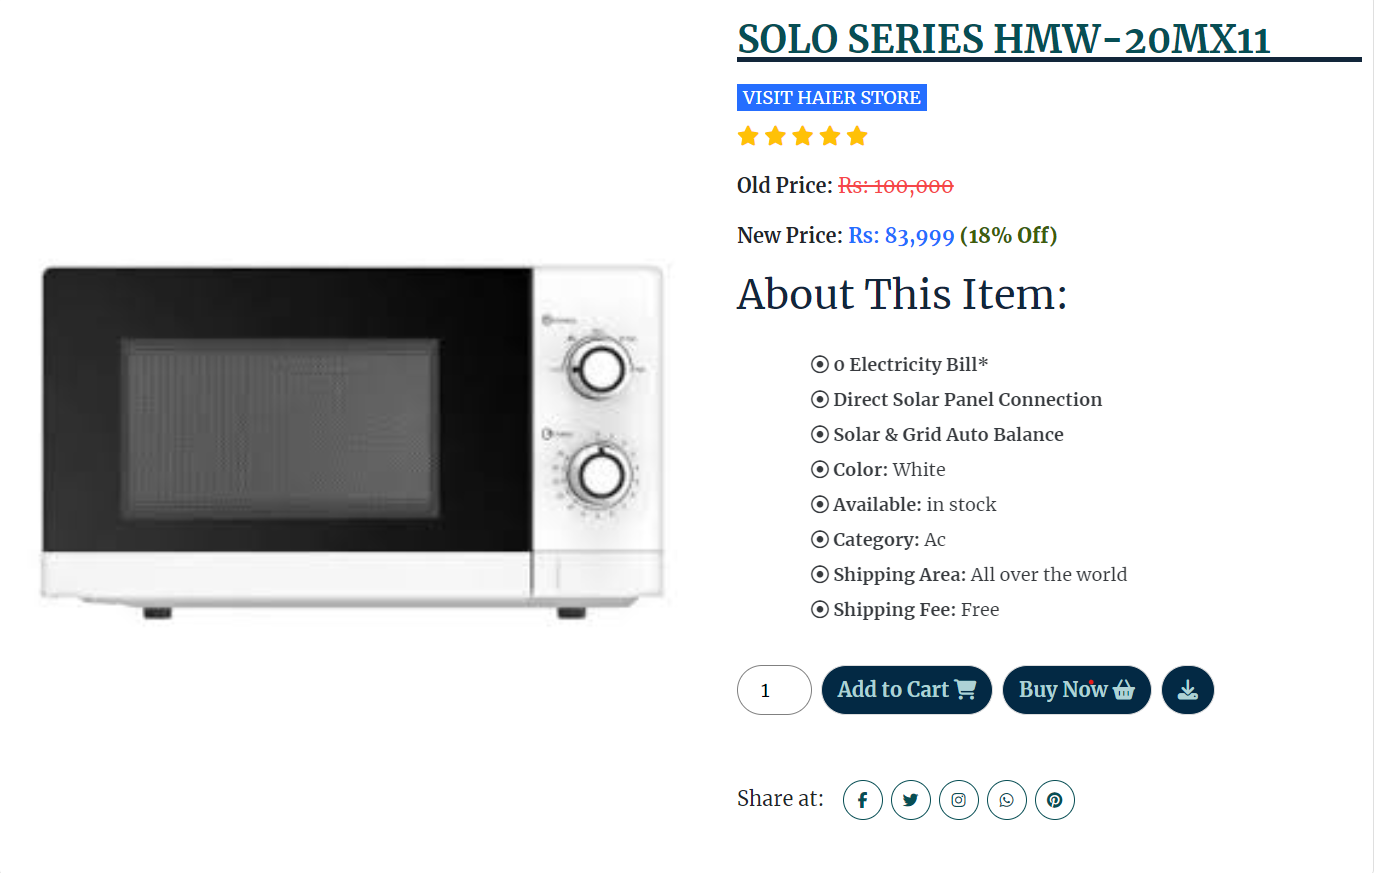 SOLO SERIES HMW-20MX11
VISIT HAIER STORE
Old Price: Rs: 100,000
New Price: Rs: 83,999 (18% Off)
About This Item:
0 Electricity Bill*
Direct Solar Panel Connection
Solar & Grid Auto Balance
Color: White
Available: in stock
Category: Ac
Shipping Area: All over the world
Shipping Fee: Free
1 Add to Cart Buy Now
Share at: